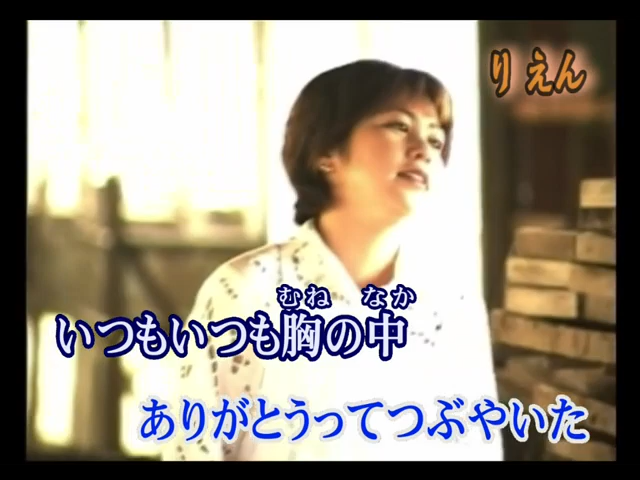 りえん
むね なか
いつもいつも胸の中
ありがとうってつぶやいた